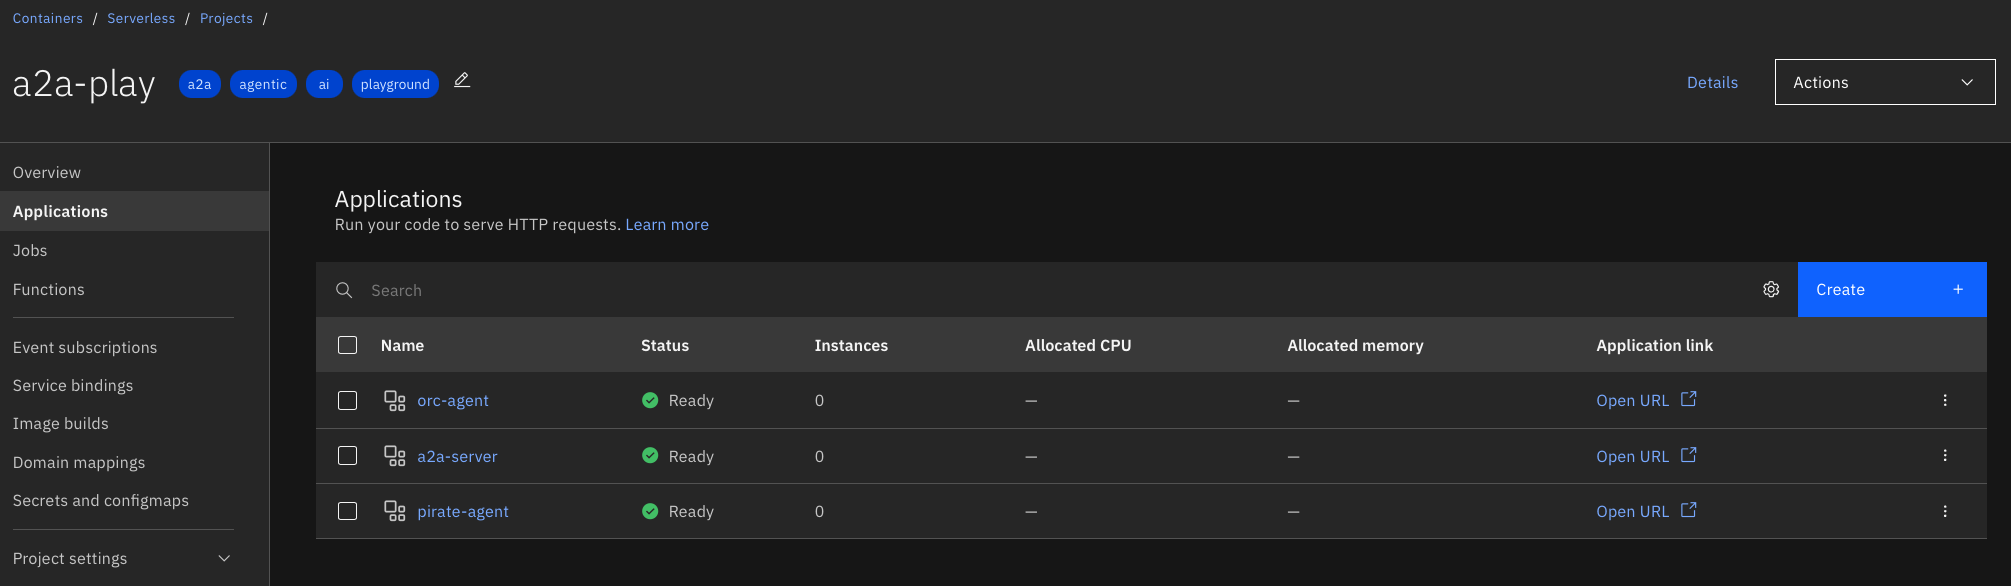 Containers / Serverless / Projects /
a2a-play a2a agentic ai playground
Details
Actions
Overview
Applications
Jobs
Functions
Event subscriptions
Service bindings
Image builds
Domain mappings
Secrets and configmaps
Project settings
Applications
Run your code to serve HTTP requests. Learn more
Search
Create +
Name Status Instances Allocated CPU Allocated memory Application link
orc-agent Ready 0 — — Open URL
a2a-server Ready 0 — — Open URL
pirate-agent Ready 0 — — Open URL